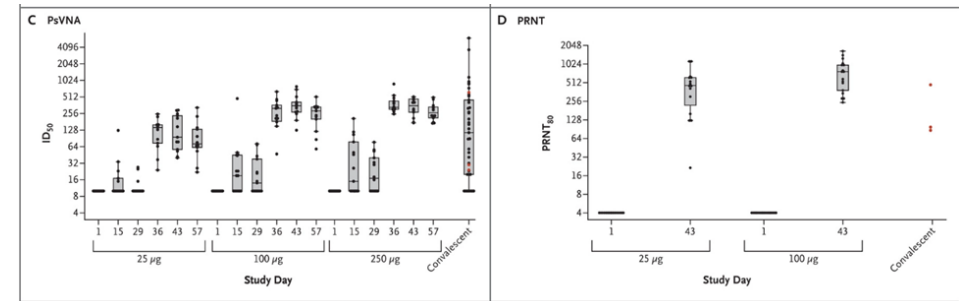 C PsVNA
4096
2048
1024
512
256
128
64
32
16
8
4
ID50
1 15 29 36 43 57 1 15 29 36 43 57 1 15 29 36 43 57 Convalescent
25 µg 100 µg 250 µg
Study Day
D PRNT
2048
1024
512
256
128
64
32
16
8
4
PRNT80
1 43 1 43 Convalescent
25 µg 100 µg
Study Day